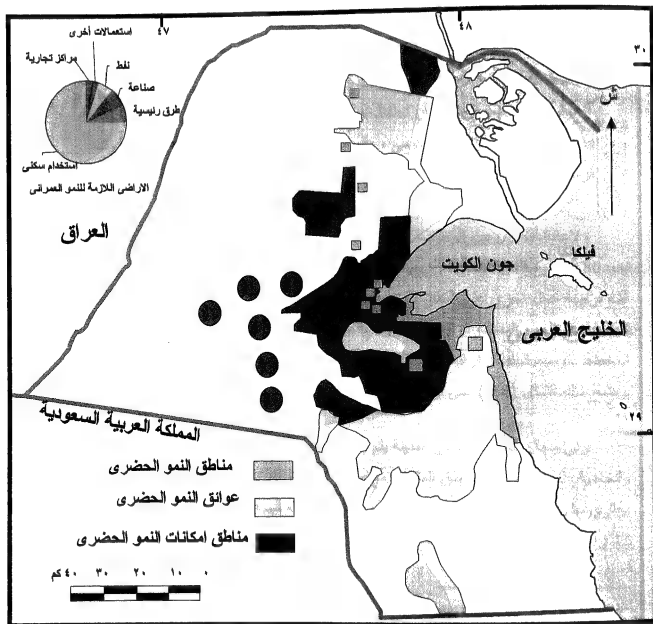 ٤٧
٤٨
٣٠
استعمالات أخرى
مراكز تجارية
نفط
صناعة
طرق رئيسية
استخدام سكنى
الاراضى اللازمة للنمو العمرانى
ش
العراق
فيلكا
جون الكويت
الخليج العربى
٢٩
المملكة العربية السعودية
مناطق النمو الحضرى
عوائق النمو الحضرى
مناطق امكانات النمو الحضرى
٤٠ كم ٣٠ ٢٠ ١٠ ٠